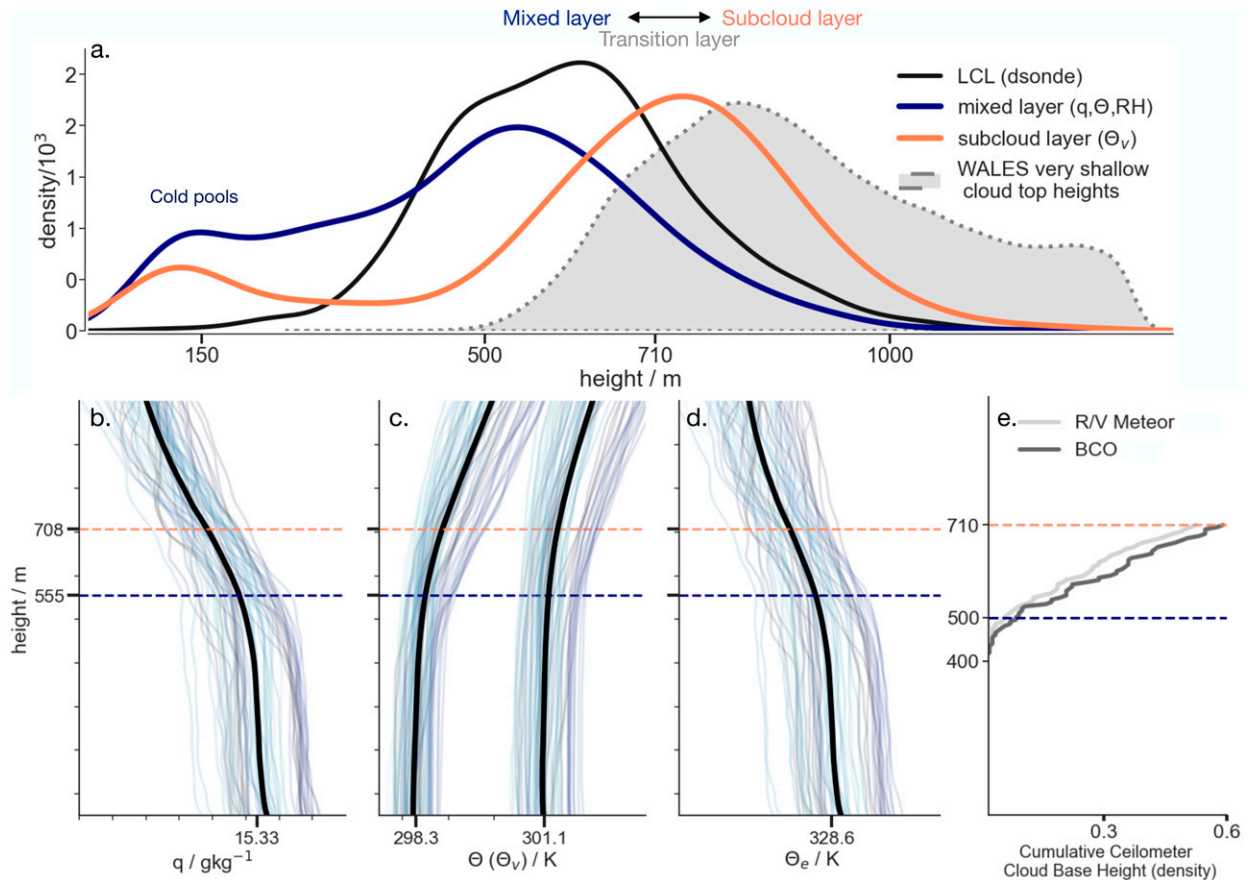 Mixed layer Subcloud layer
Transition layer
a.
LCL (dsonde)
mixed layer (q,Θ,RH)
subcloud layer (Θᵥ)
WALES very shallow
cloud top heights
Cold pools
density/10³
2
2
1
1
0
0
150 500 710 1000
height / m
b. c. d. e.
R/V Meteor
BCO
height / m
708
555
710
500
400
15.33 298.3 301.1 328.6 0.3 0.6
q / gkg⁻¹ Θ (Θᵥ) / K Θₑ / K
Cumulative Ceilometer
Cloud Base Height (density)